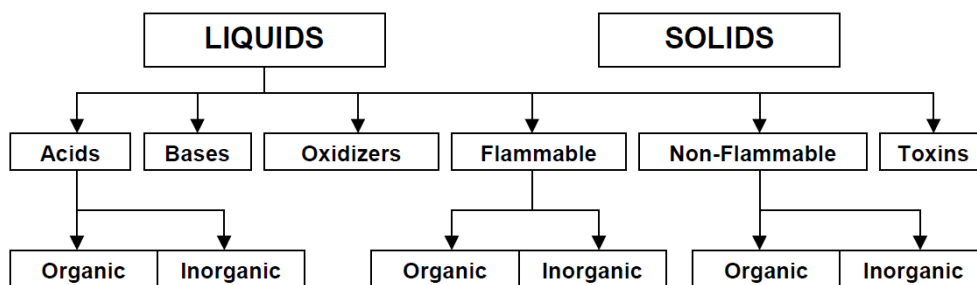 LIQUIDS SOLIDS
Acids Bases Oxidizers Flammable Non-Flammable Toxins
Organic Inorganic Organic Inorganic Organic Inorganic